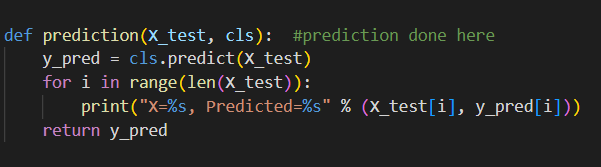 def prediction(X_test, cls):  #prediction done here
    y_pred = cls.predict(X_test)
    for i in range(len(X_test)):
        print("X=%s, Predicted=%s" % (X_test[i], y_pred[i]))
    return y_pred